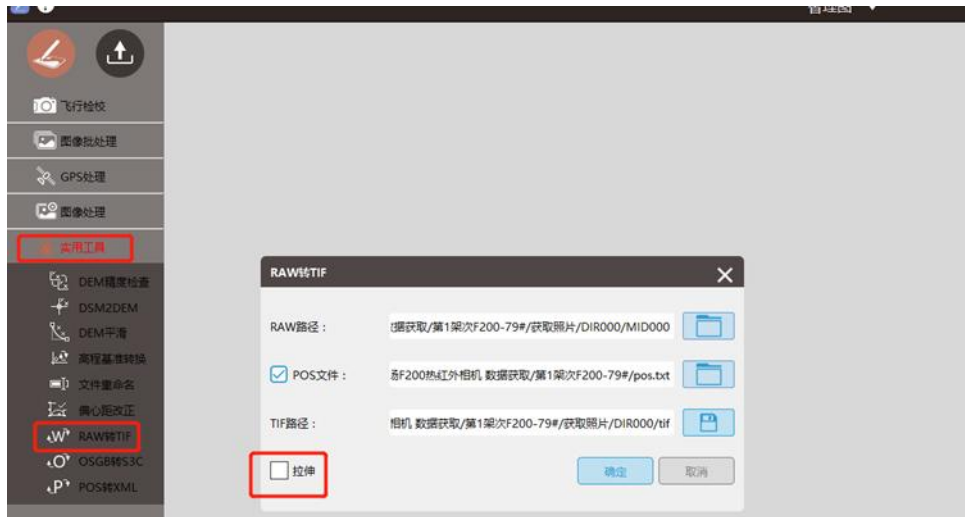 管理图
飞行检校
图像批处理
GPS处理
图像处理
实用工具
DEM精度检查
DSM2DEM
DEM平滑
高程基准转换
文件重命名
偏心距改正
RAW转TIF
OSGB转S3C
POS转XML
RAW转TIF
RAW路径：
据获取/第1架次F200-79#/获取照片/DIR000/MID000
POS文件：
易F200热红外相机 数据获取/第1架次F200-79#/pos.txt
TIF路径：
相机 数据获取/第1架次F200-79#/获取照片/DIR000/tif
拉伸
确定
取消